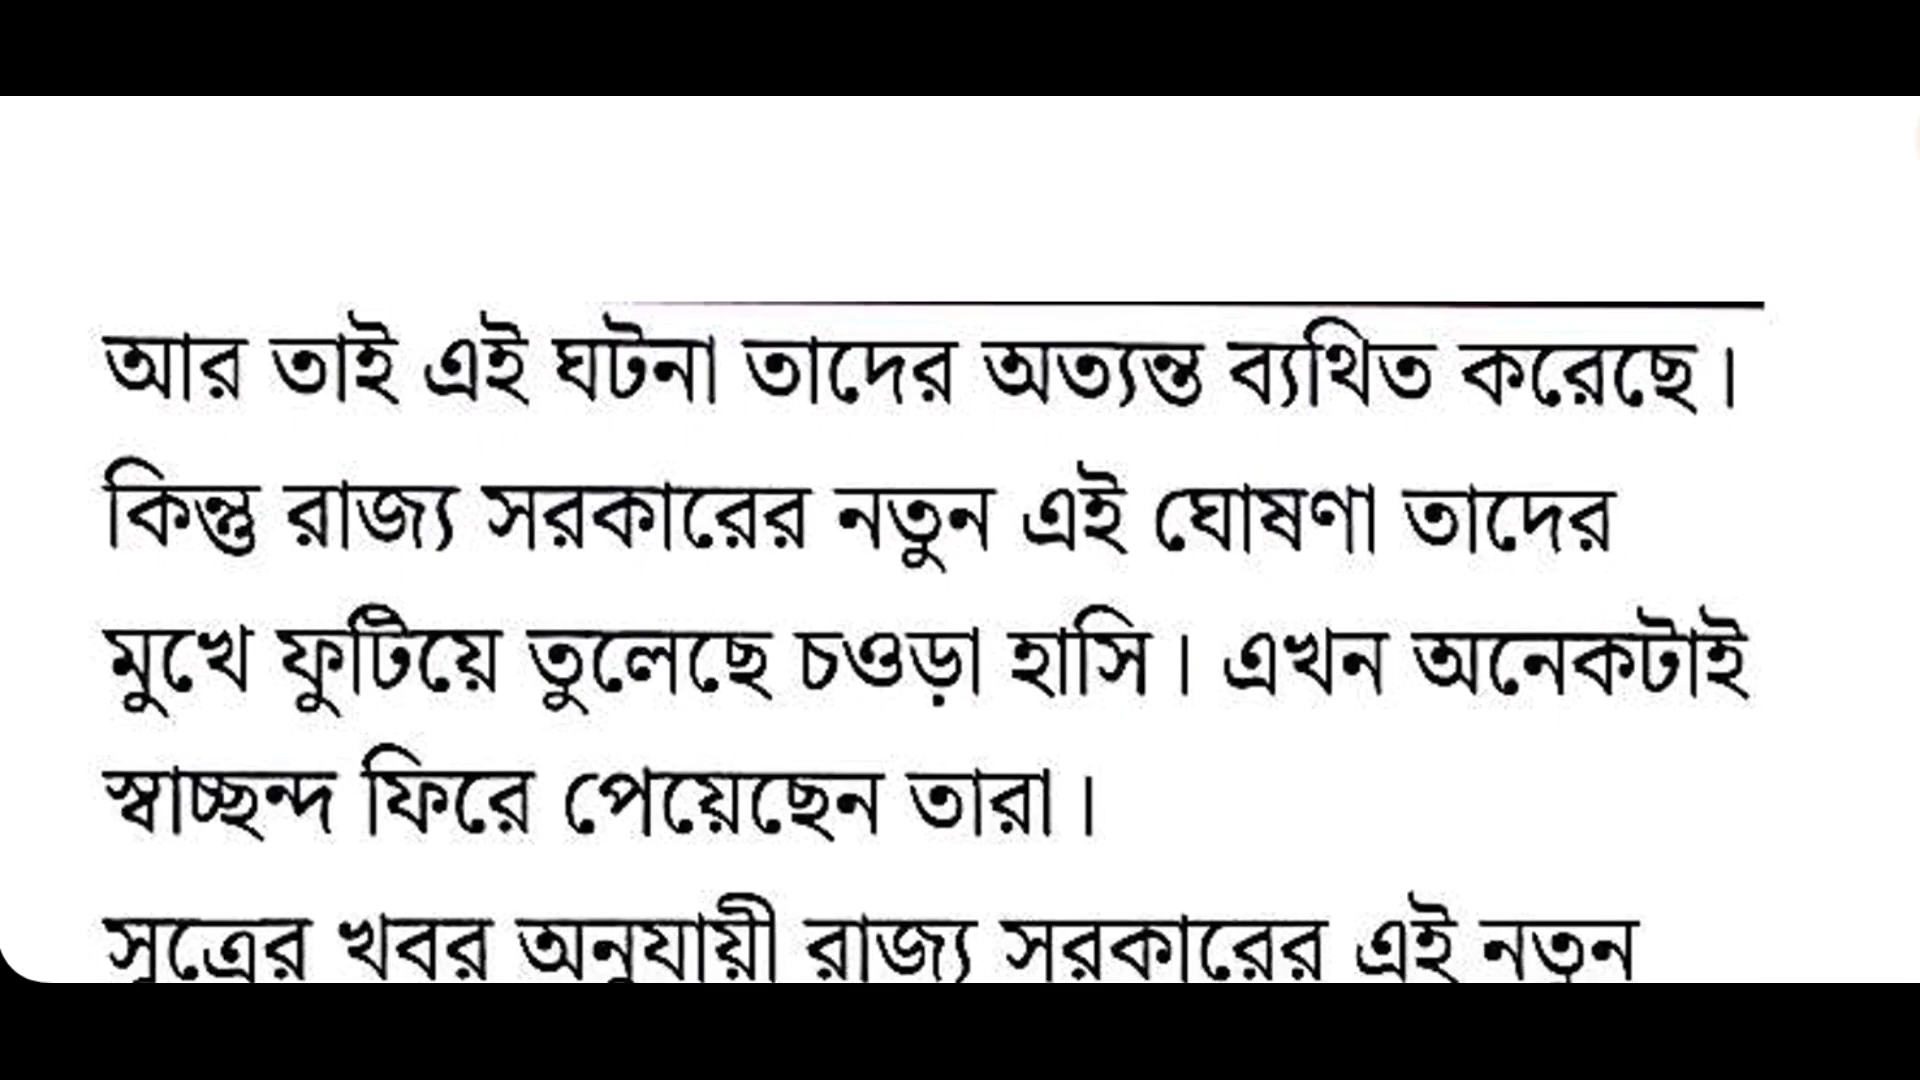 আর তাই এই ঘটনা তাদের অত্যন্ত ব্যথিত করেছে।
কিন্তু রাজ্য সরকারের নতুন এই ঘোষণা তাদের
মুখে ফুটিয়ে তুলেছে চওড়া হাসি। এখন অনেকটাই
স্বাচ্ছন্দ ফিরে পেয়েছেন তারা।
সূত্রের খবর অনুযায়ী রাজ্য সরকারের এই নতুন